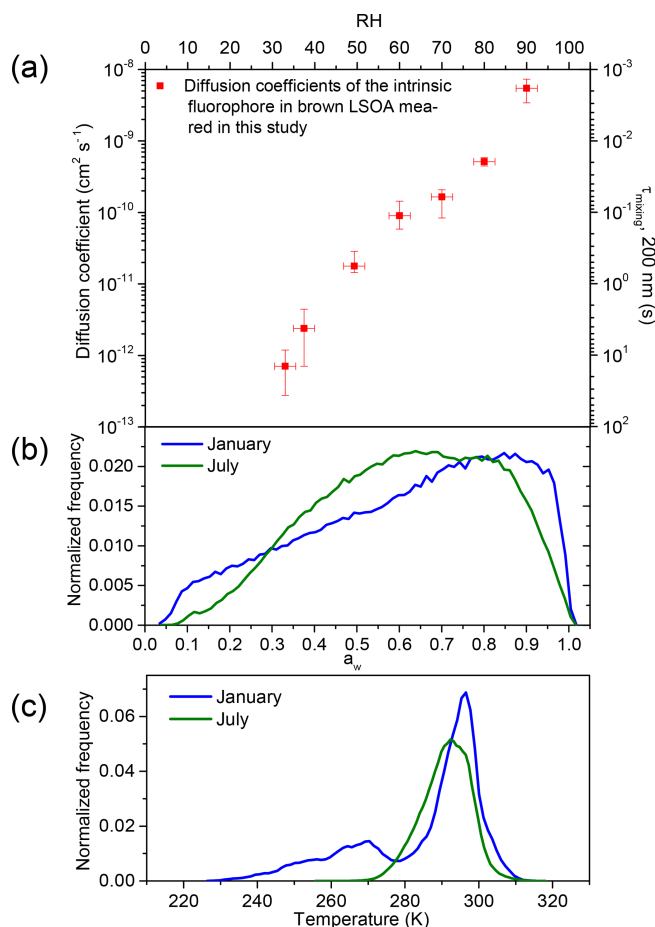 RH
0 10 20 30 40 50 60 70 80 90 100
(a)
10⁻⁸
10⁻⁹
10⁻¹⁰
10⁻¹¹
10⁻¹²
10⁻¹³
Diffusion coefficient (cm² s⁻¹)
Diffusion coefficients of the intrinsic
fluorophore in brown LSOA mea-
red in this study
10⁻³
10⁻²
10⁻¹
10⁰
10¹
10²
τmixing, 200 nm (s)
(b)
January
July
0.020
0.015
0.010
0.005
0.000
Normalized frequency
0.0 0.1 0.2 0.3 0.4 0.5 0.6 0.7 0.8 0.9 1.0
aw
(c)
January
July
0.06
0.04
0.02
0.00
Normalized frequency
220 240 260 280 300 320
Temperature (K)